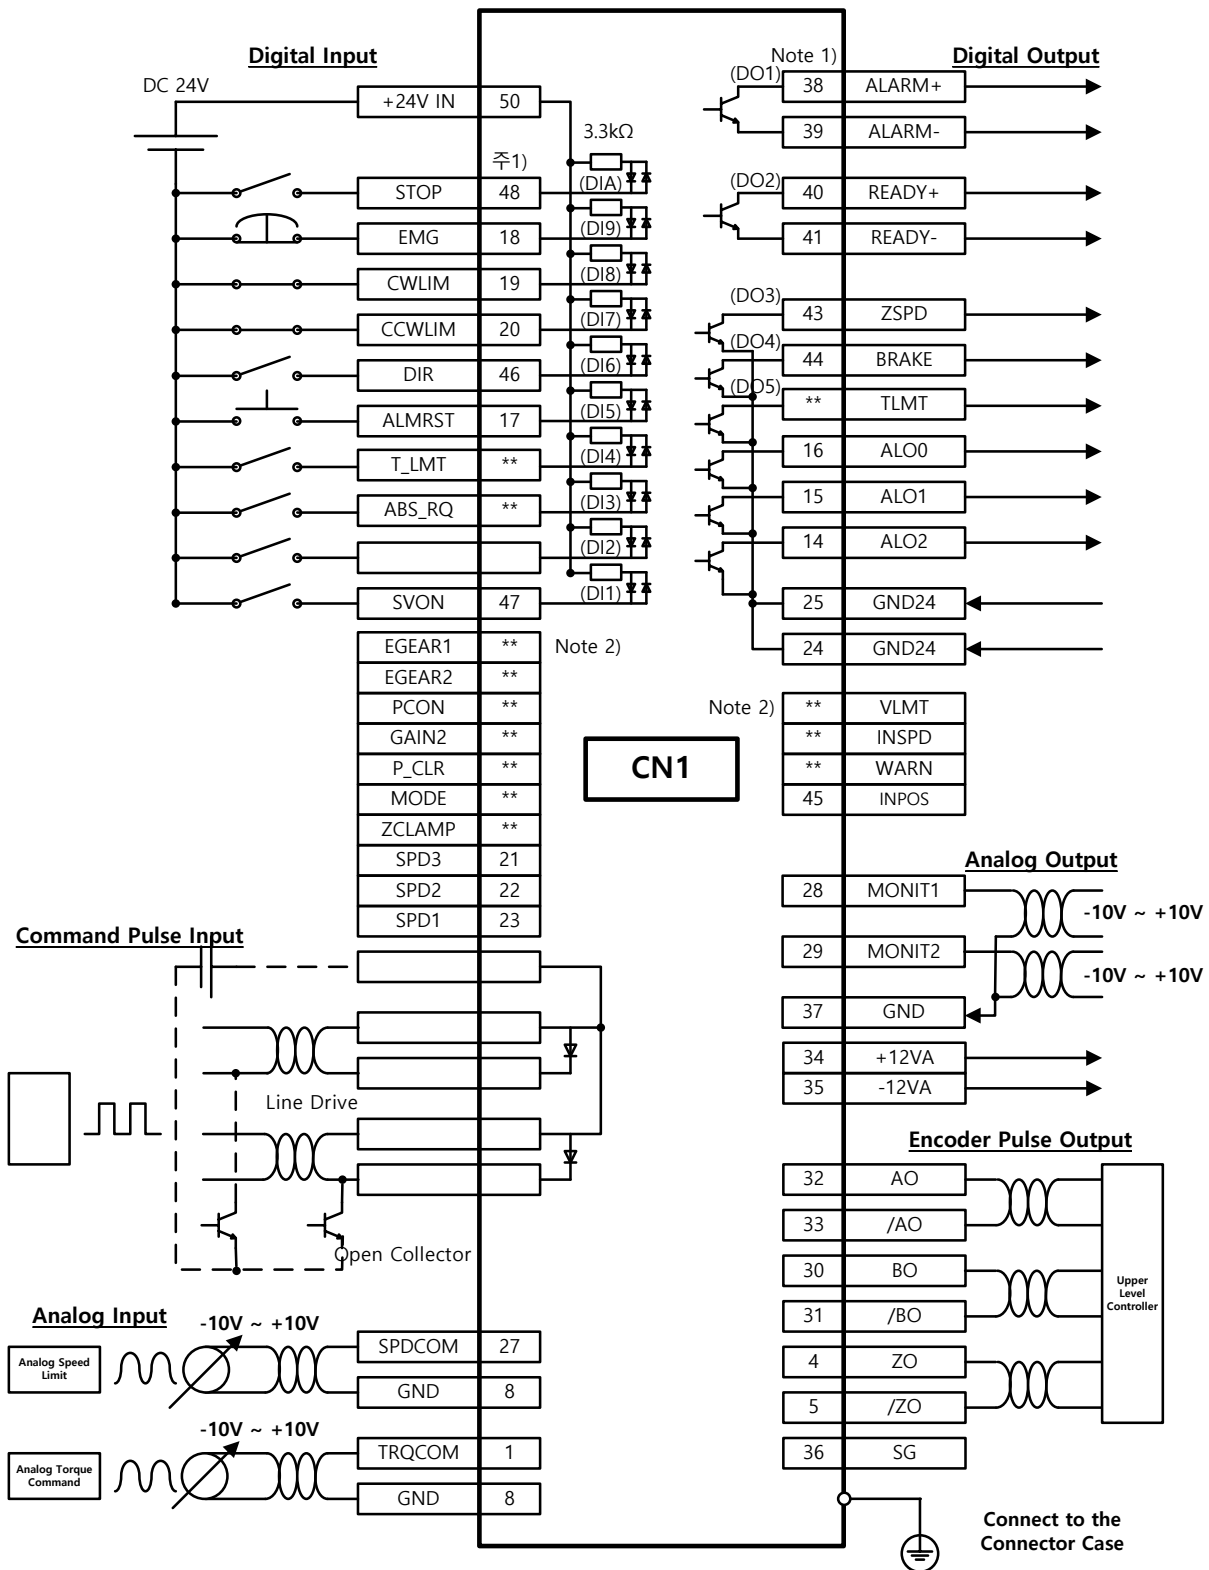 Digital Input
DC 24V
+24V IN 50
3.3kΩ
주1)
STOP 48 (DIA)
EMG 18 (DI9)
CWLIM 19 (DI8)
CCWLIM 20 (DI7)
DIR 46 (DI6)
ALMRST 17 (DI5)
T_LMT ** (DI4)
ABS_RQ ** (DI3)
(DI2)
SVON 47 (DI1)
EGEAR1 ** Note 2)
EGEAR2 **
PCON **
GAIN2 **
P_CLR **
MODE **
ZCLAMP **
SPD3 21
SPD2 22
SPD1 23
CN1
Note 1)
Digital Output
(DO1) 38 ALARM+
39 ALARM-
(DO2) 40 READY+
41 READY-
(DO3) 43 ZSPD
(DO4) 44 BRAKE
(DO5) ** TLMT
16 ALO0
15 ALO1
14 ALO2
25 GND24
24 GND24
Note 2) ** VLMT
** INSPD
** WARN
45 INPOS
Analog Output
28 MONIT1
-10V ~ +10V
29 MONIT2
-10V ~ +10V
37 GND
34 +12VA
35 -12VA
Command Pulse Input
Line Drive
Open Collector
Encoder Pulse Output
32 AO
33 /AO
30 BO
31 /BO
4 ZO
5 /ZO
36 SG
Upper
Level
Controller
Analog Input
-10V ~ +10V
Analog Speed
Limit
SPDCOM 27
GND 8
-10V ~ +10V
Analog Torque
Command
TRQCOM 1
GND 8
Connect to the
Connector Case